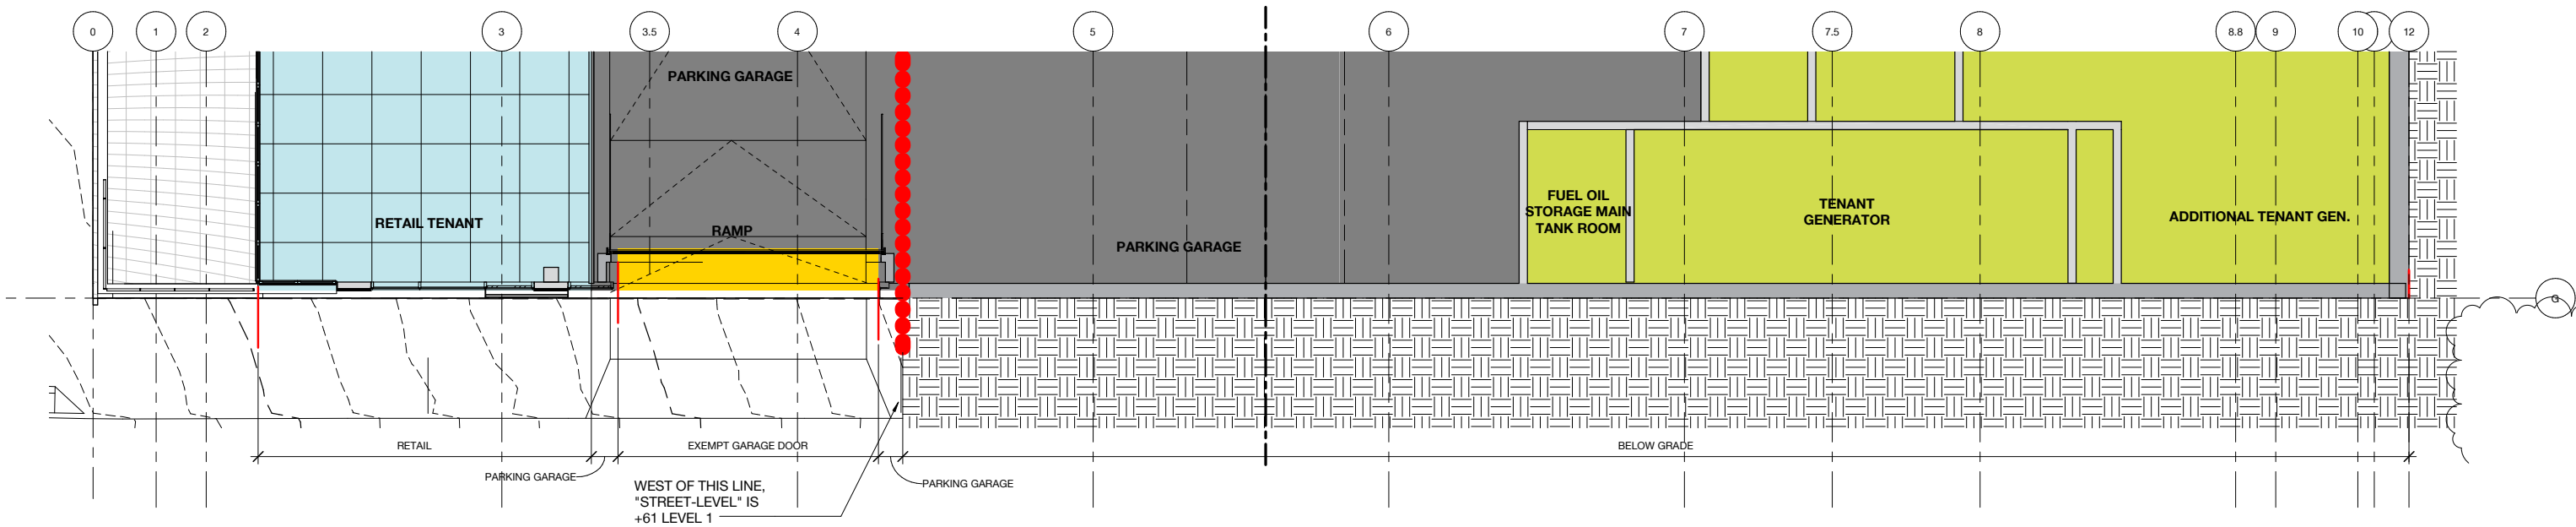 0
1
2
3
3.5
4
5
6
7
7.5
8
8.8
9
10
12
PARKING GARAGE
RETAIL TENANT
RAMP
PARKING GARAGE
FUEL OIL
STORAGE MAIN
TANK ROOM
TENANT
GENERATOR
ADDITIONAL TENANT GEN.
G
RETAIL
EXEMPT GARAGE DOOR
BELOW GRADE
PARKING GARAGE
PARKING GARAGE
WEST OF THIS LINE,
"STREET-LEVEL" IS
+61 LEVEL 1